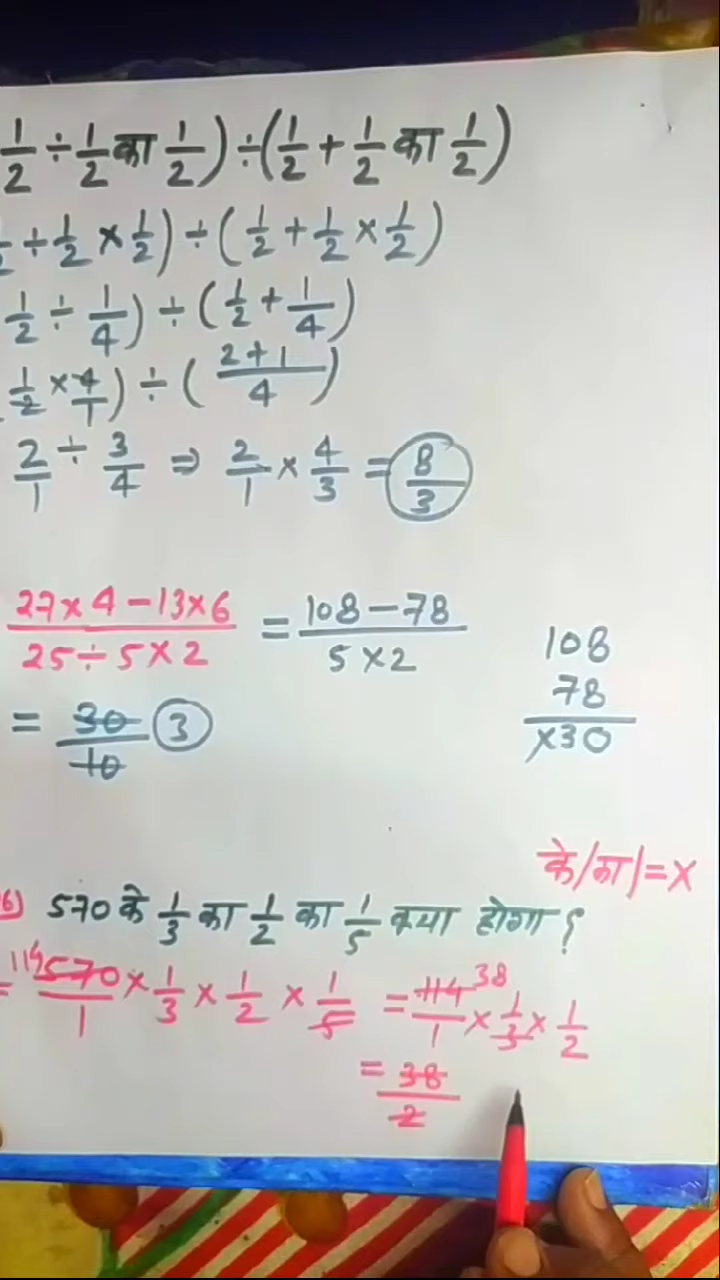 1/2 ÷ 1/2 का 1/2) ÷ (1/2 + 1/2 का 1/2)
1/2 ÷ 1/2 × 1/2) ÷ (1/2 + 1/2 × 1/2)
1/2 ÷ 1/4) ÷ (1/2 + 1/4)
1/2 × 4/1) ÷ (2+1/4)
2/1 ÷ 3/4 ⇒ 2/1 × 4/3 = 8/3
27×4-13×6/25÷5×2 = 108-78/5×2
108
78
×30
= 30/10 3
के/का/=×
6) 570 के 1/3 का 1/2 का 1/5 क्या होगा?
= 114 570/1 × 1/3 × 1/2 × 1/5 = 114/1 38 × 1/3 × 1/2
= 38/2